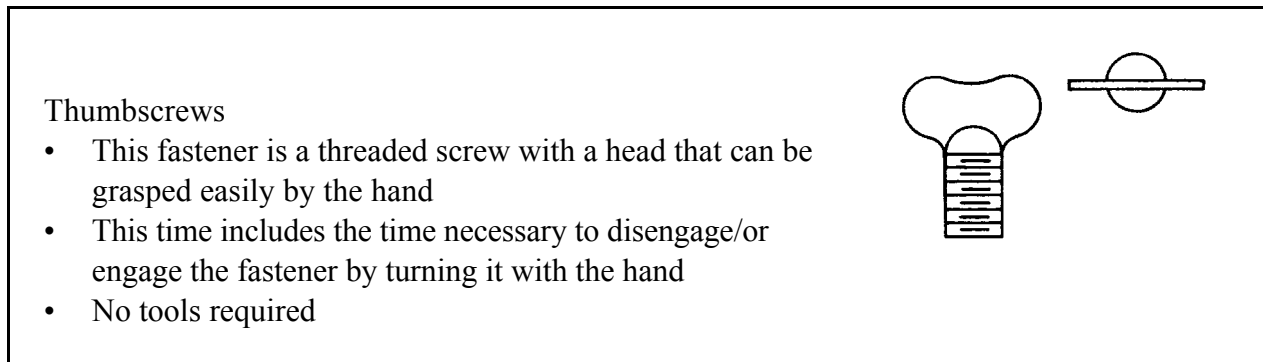 Thumbscrews
• This fastener is a threaded screw with a head that can be
grasped easily by the hand
• This time includes the time necessary to disengage/or
engage the fastener by turning it with the hand
• No tools required